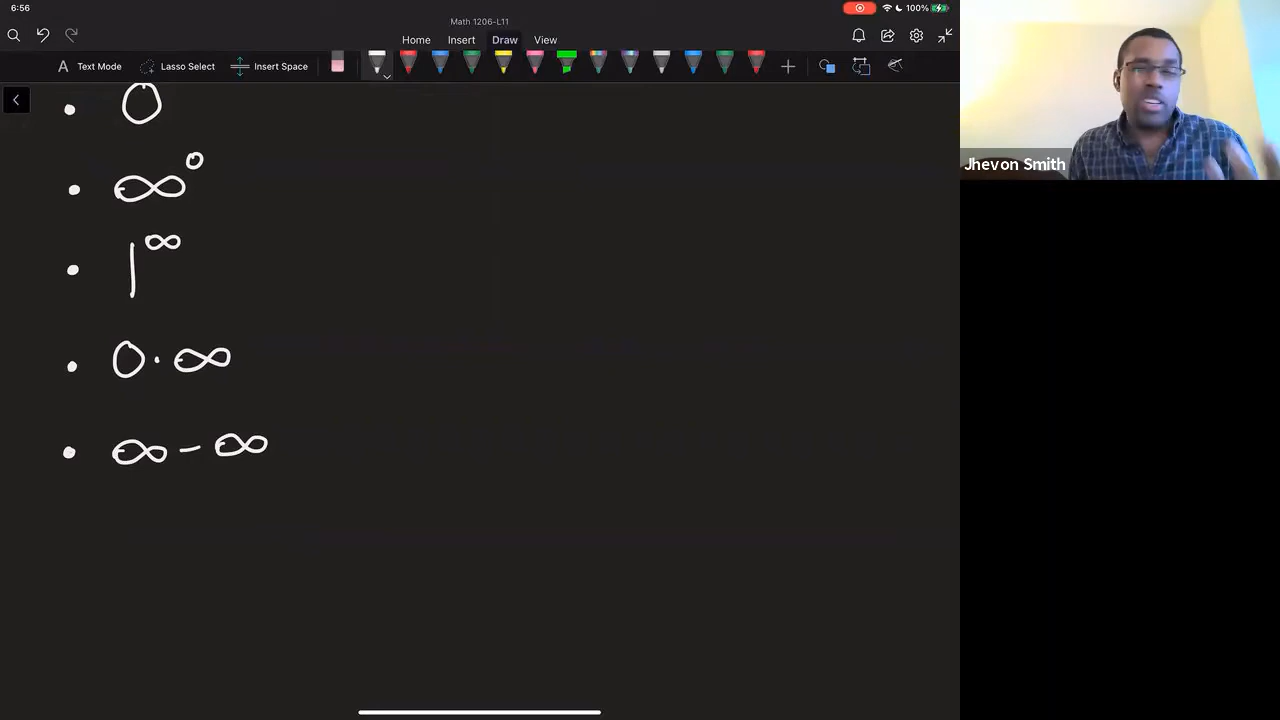 6:56
100%
Math 1206-L11
Home Insert Draw View
Text Mode Lasso Select Insert Space
• 0
• ∞⁰
• 1^∞
• 0 · ∞
• ∞ - ∞
Jhevon Smith